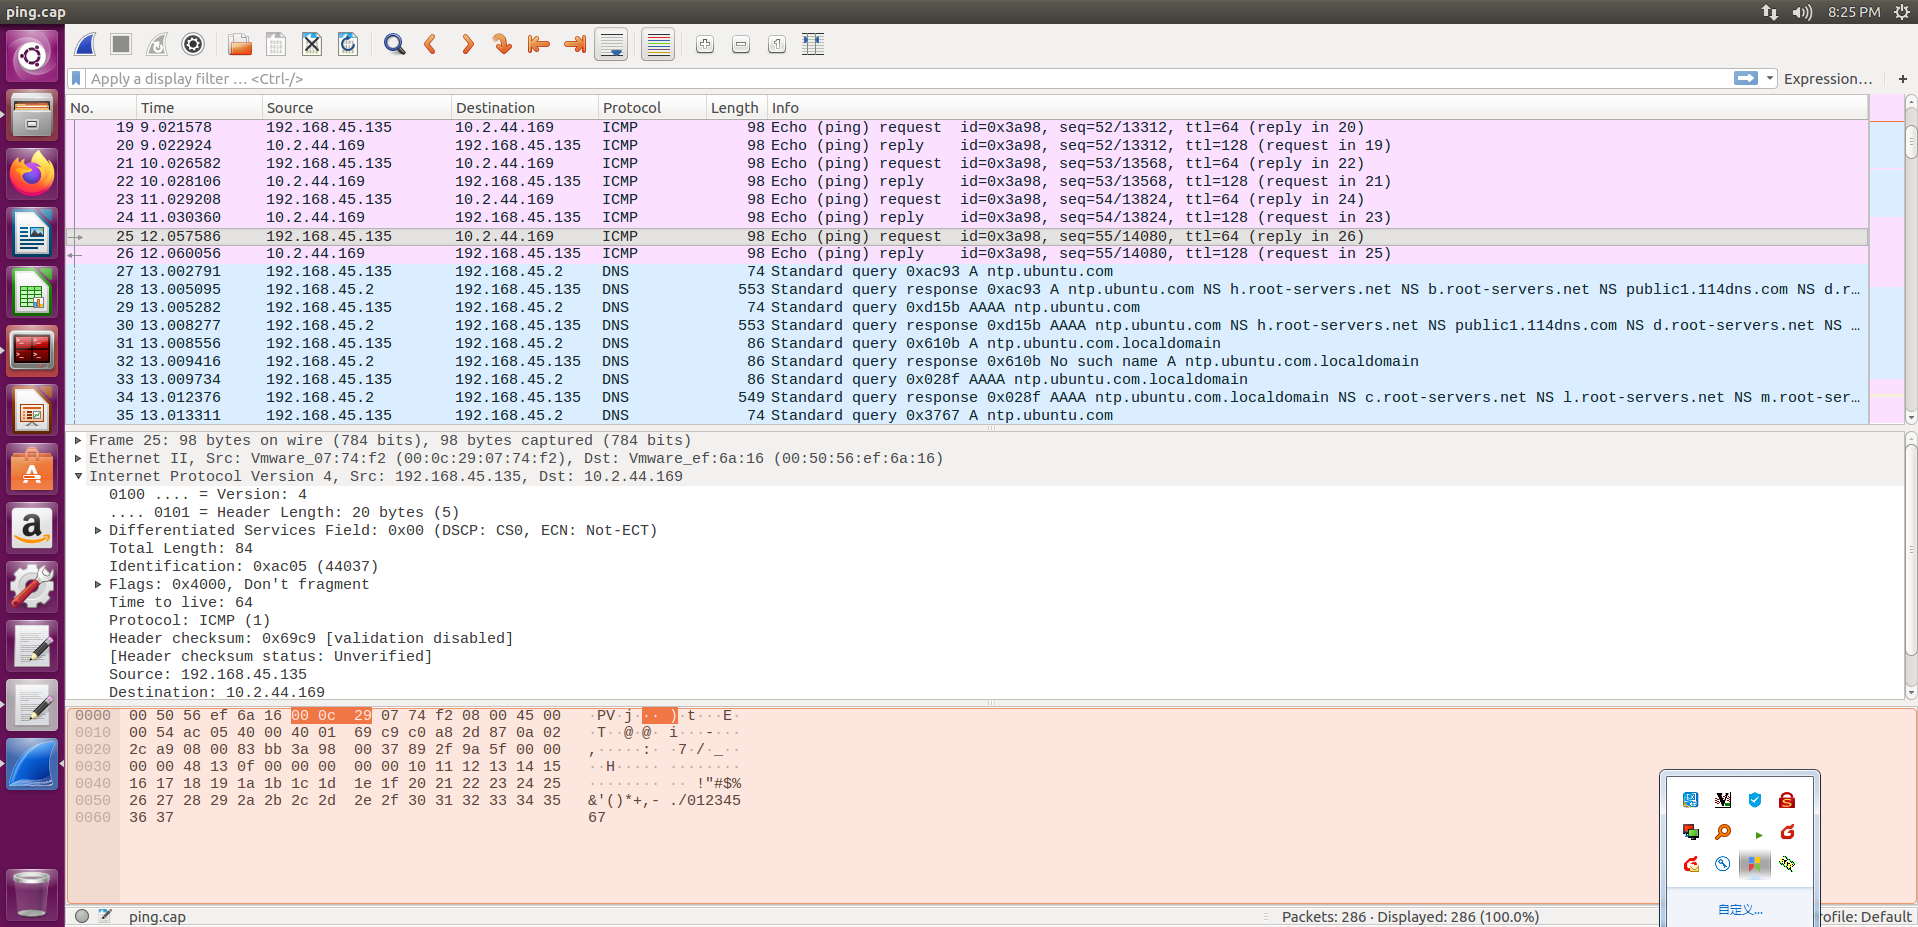 ping.cap
8:25 PM
Apply a display filter … <Ctrl-/>
Expression…
+
No. Time Source Destination Protocol Length Info
19 9.021578 192.168.45.135 10.2.44.169 ICMP 98 Echo (ping) request id=0x3a98, seq=52/13312, ttl=64 (reply in 20)
20 9.022924 10.2.44.169 192.168.45.135 ICMP 98 Echo (ping) reply id=0x3a98, seq=52/13312, ttl=128 (request in 19)
21 10.026582 192.168.45.135 10.2.44.169 ICMP 98 Echo (ping) request id=0x3a98, seq=53/13568, ttl=64 (reply in 22)
22 10.028106 10.2.44.169 192.168.45.135 ICMP 98 Echo (ping) reply id=0x3a98, seq=53/13568, ttl=128 (request in 21)
23 11.029208 192.168.45.135 10.2.44.169 ICMP 98 Echo (ping) request id=0x3a98, seq=54/13824, ttl=64 (reply in 24)
24 11.030360 10.2.44.169 192.168.45.135 ICMP 98 Echo (ping) reply id=0x3a98, seq=54/13824, ttl=128 (request in 23)
25 12.057586 192.168.45.135 10.2.44.169 ICMP 98 Echo (ping) request id=0x3a98, seq=55/14080, ttl=64 (reply in 26)
26 12.060056 10.2.44.169 192.168.45.135 ICMP 98 Echo (ping) reply id=0x3a98, seq=55/14080, ttl=128 (request in 25)
27 13.002791 192.168.45.135 192.168.45.2 DNS 74 Standard query 0xac93 A ntp.ubuntu.com
28 13.005095 192.168.45.2 192.168.45.135 DNS 553 Standard query response 0xac93 A ntp.ubuntu.com NS h.root-servers.net NS b.root-servers.net NS public1.114dns.com NS d.r…
29 13.005282 192.168.45.135 192.168.45.2 DNS 74 Standard query 0xd15b AAAA ntp.ubuntu.com
30 13.008277 192.168.45.2 192.168.45.135 DNS 553 Standard query response 0xd15b AAAA ntp.ubuntu.com NS h.root-servers.net NS public1.114dns.com NS d.root-servers.net NS …
31 13.008556 192.168.45.135 192.168.45.2 DNS 86 Standard query 0x610b A ntp.ubuntu.com.localdomain
32 13.009416 192.168.45.2 192.168.45.135 DNS 86 Standard query response 0x610b No such name A ntp.ubuntu.com.localdomain
33 13.009734 192.168.45.135 192.168.45.2 DNS 86 Standard query 0x028f AAAA ntp.ubuntu.com.localdomain
34 13.012376 192.168.45.2 192.168.45.135 DNS 549 Standard query response 0x028f AAAA ntp.ubuntu.com.localdomain NS c.root-servers.net NS l.root-servers.net NS m.root-ser…
35 13.013311 192.168.45.135 192.168.45.2 DNS 74 Standard query 0x3767 A ntp.ubuntu.com
Frame 25: 98 bytes on wire (784 bits), 98 bytes captured (784 bits)
Ethernet II, Src: Vmware_07:74:f2 (00:0c:29:07:74:f2), Dst: Vmware_ef:6a:16 (00:50:56:ef:6a:16)
Internet Protocol Version 4, Src: 192.168.45.135, Dst: 10.2.44.169
0100 .... = Version: 4
.... 0101 = Header Length: 20 bytes (5)
Differentiated Services Field: 0x00 (DSCP: CS0, ECN: Not-ECT)
Total Length: 84
Identification: 0xac05 (44037)
Flags: 0x4000, Don't fragment
Time to live: 64
Protocol: ICMP (1)
Header checksum: 0x69c9 [validation disabled]
[Header checksum status: Unverified]
Source: 192.168.45.135
Destination: 10.2.44.169
0000 00 50 56 ef 6a 16 00 0c 29 07 74 f2 08 00 45 00 ·PV·j··· )·t···E·
0010 00 54 ac 05 40 00 40 01 69 c9 c0 a8 2d 87 0a 02 ·T··@·@· i···-···
0020 2c a9 08 00 83 bb 3a 98 00 37 89 2f 9a 5f 00 00 ,·····:· ·7·/·_··
0030 00 00 48 13 0f 00 00 00 00 00 10 11 12 13 14 15 ··H····· ········
0040 16 17 18 19 1a 1b 1c 1d 1e 1f 20 21 22 23 24 25 ········ ·· !"#$%
0050 26 27 28 29 2a 2b 2c 2d 2e 2f 30 31 32 33 34 35 &'()*+,- ./012345
0060 36 37 67
ping.cap
Packets: 286 · Displayed: 286 (100.0%)
自定义...
rofile: Default